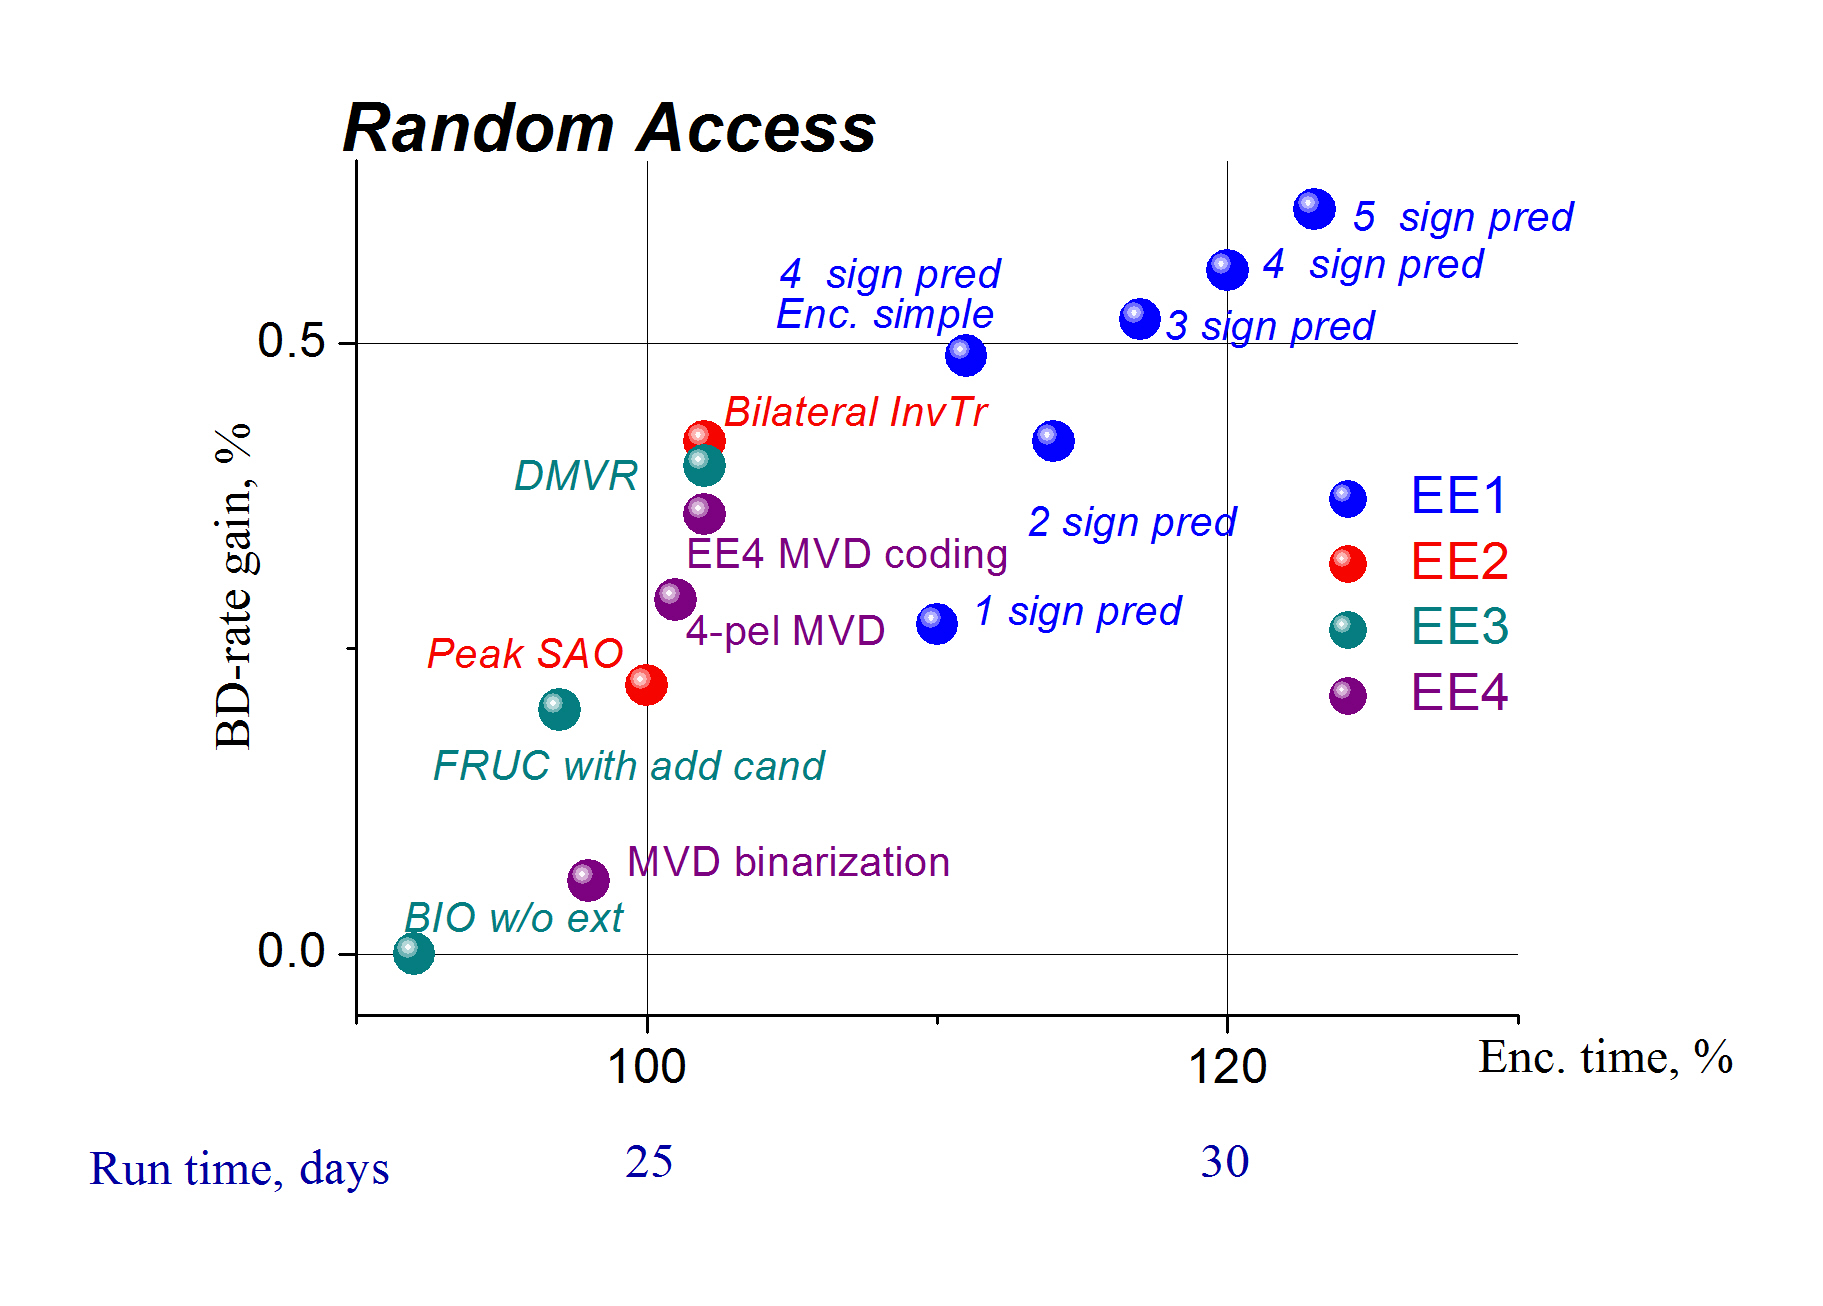 Random Access
5 sign pred
4 sign pred
4 sign pred
Enc. simple
3 sign pred
0.5
Bilateral InvTr
DMVR
2 sign pred
EE4 MVD coding
1 sign pred
4-pel MVD
Peak SAO
FRUC with add cand
MVD binarization
BIO w/o ext
0.0
BD-rate gain, %
EE1
EE2
EE3
EE4
100
120
Enc. time, %
Run time, days
25
30